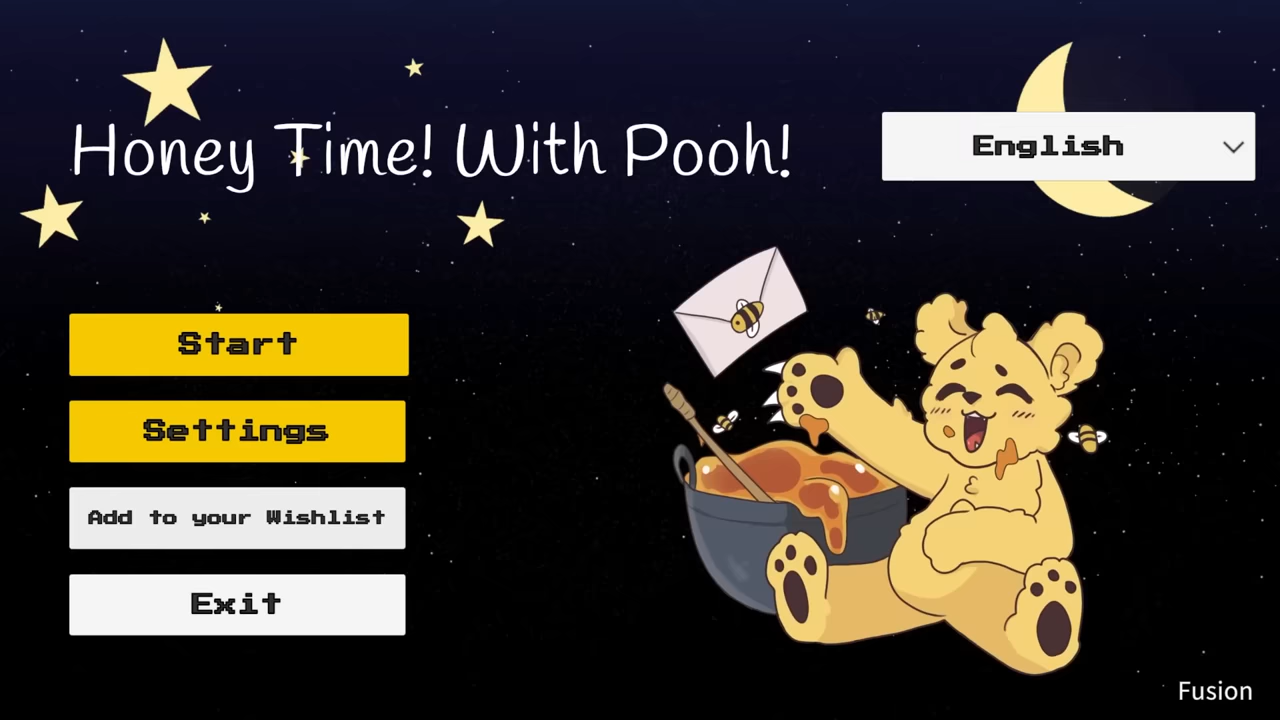 Honey Time! With Pooh!
English
Start
Settings
Add to your Wishlist
Exit
Fusion